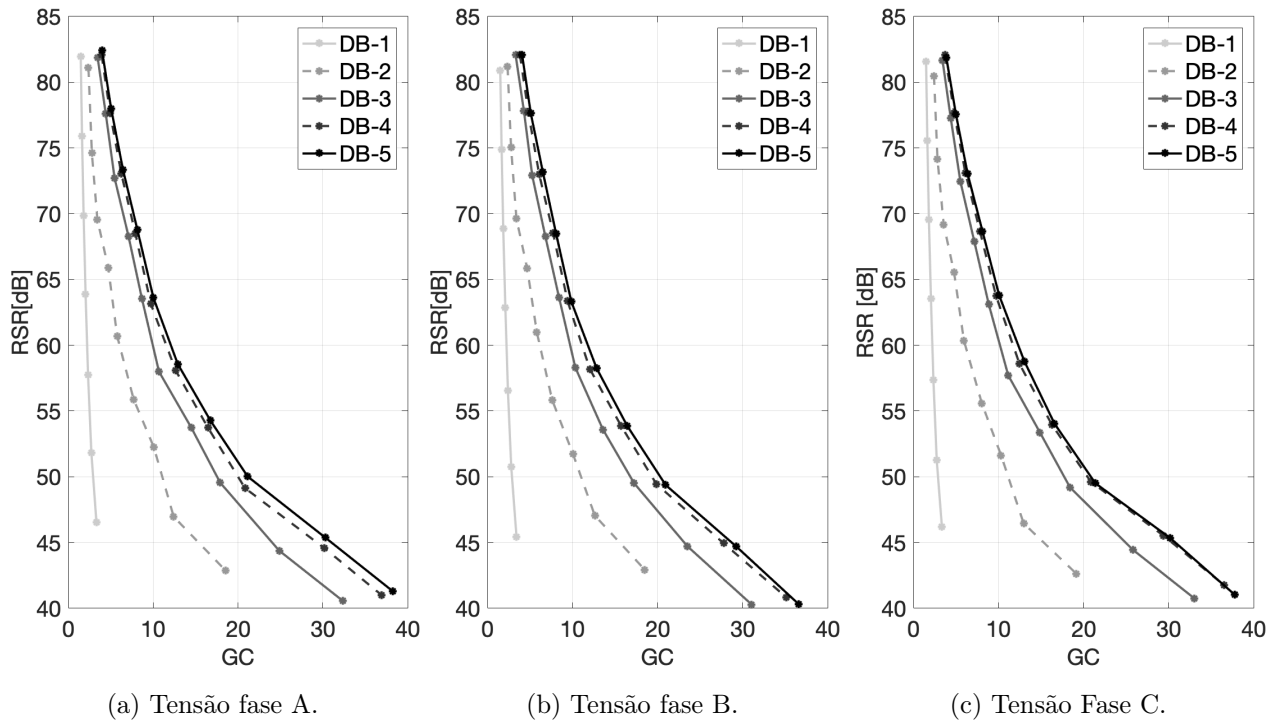 85
80
75
70
65
60
55
50
45
40
RSR[dB]
0 10 20 30 40
GC
DB-1
DB-2
DB-3
DB-4
DB-5
(a) Tensão fase A.
85
80
75
70
65
60
55
50
45
40
RSR[dB]
0 10 20 30 40
GC
DB-1
DB-2
DB-3
DB-4
DB-5
(b) Tensão fase B.
85
80
75
70
65
60
55
50
45
40
RSR [dB]
0 10 20 30 40
GC
DB-1
DB-2
DB-3
DB-4
DB-5
(c) Tensão Fase C.